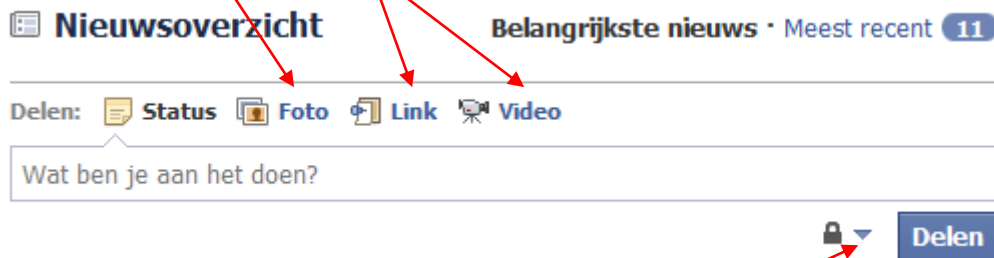 Nieuwsoverzicht Belangrijkste nieuws · Meest recent 11
Delen: Status Foto Link Video
Wat ben je aan het doen?
Delen